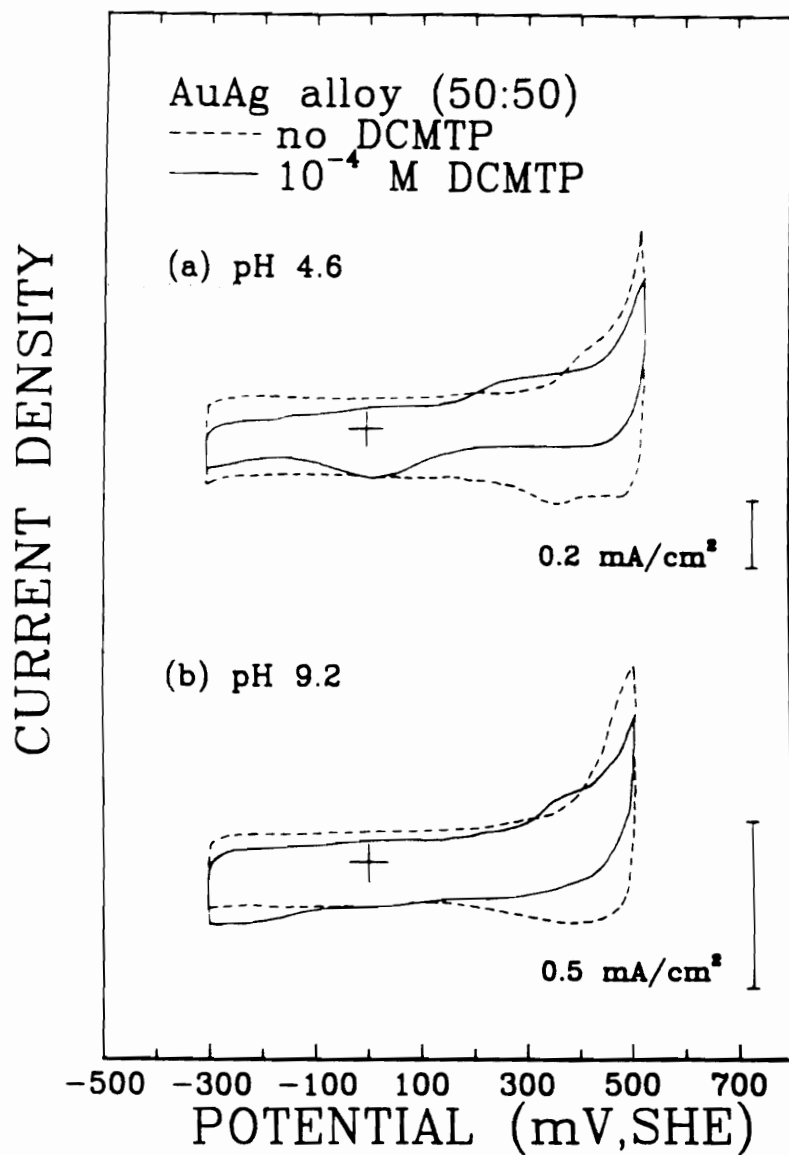 AuAg alloy (50:50)
no DCMTP
10⁻⁴ M DCMTP
(a) pH 4.6
0.2 mA/cm²
(b) pH 9.2
0.5 mA/cm²
CURRENT DENSITY
-500 -300 -100 100 300 500 700
POTENTIAL (mV,SHE)